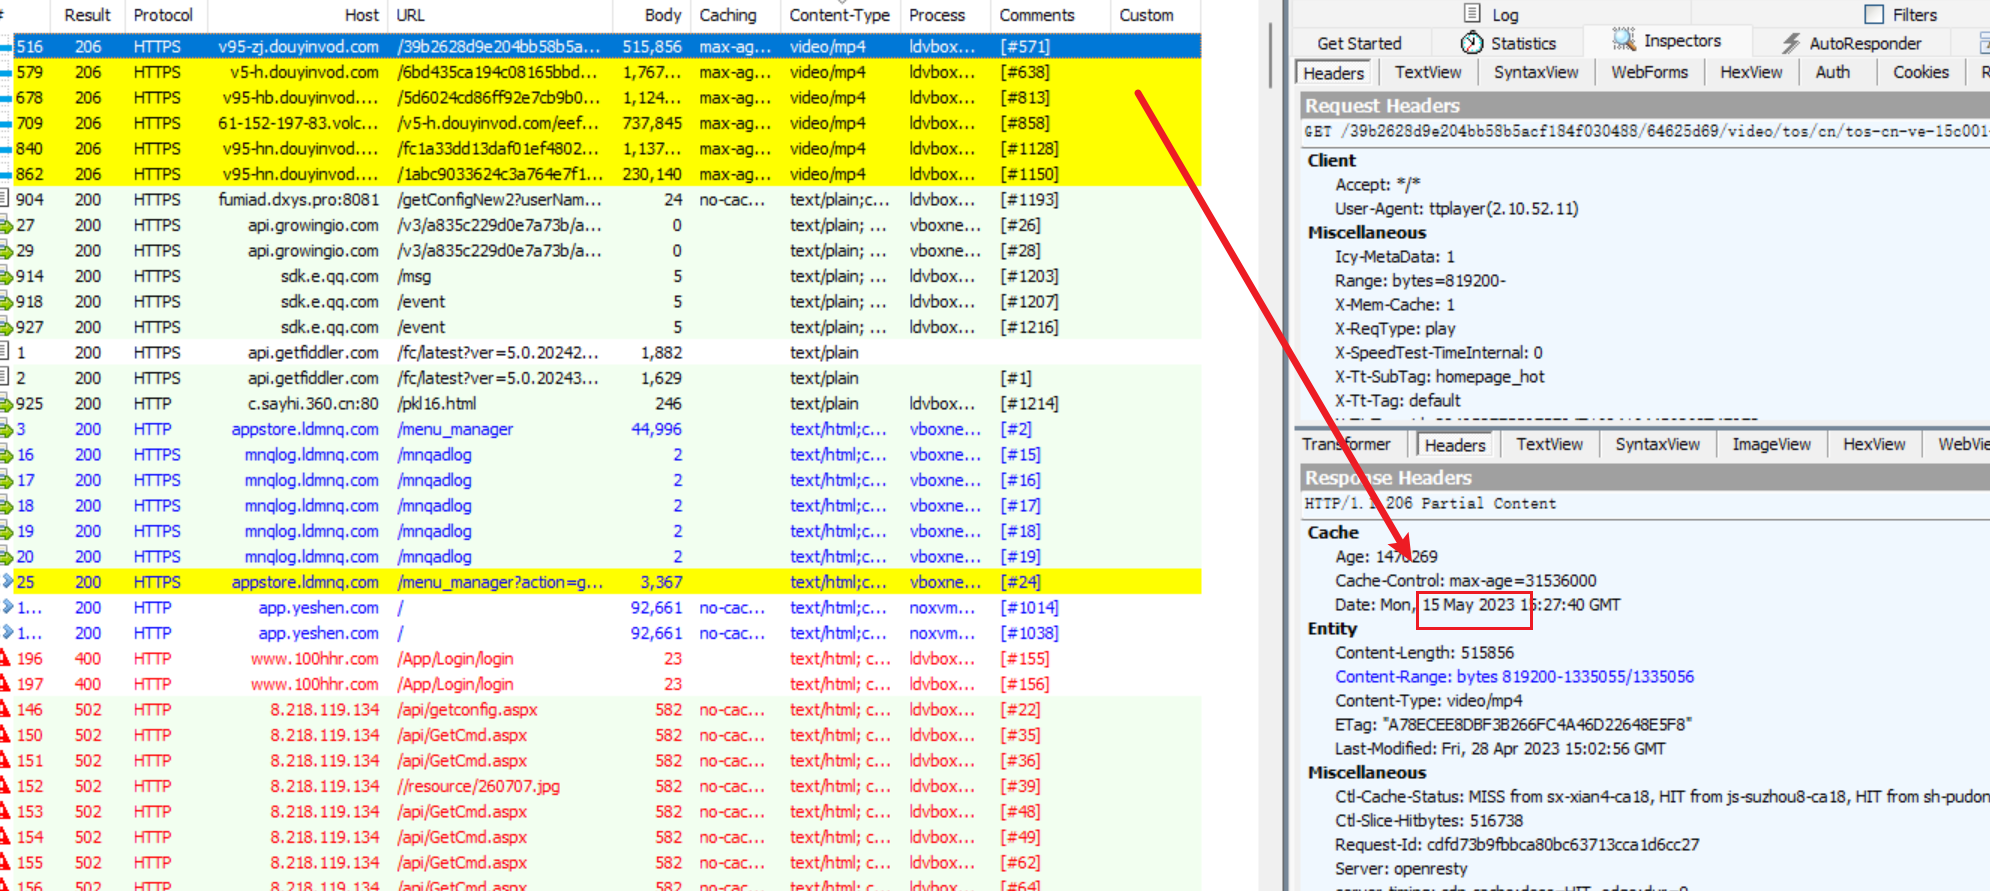 # Result Protocol Host URL Body Caching Content-Type Process Comments Custom
516 206 HTTPS v95-zj.douyinvod.com /39b2628d9e204bb58b5a... 515,856 max-ag... video/mp4 ldvbox... [#571]
579 206 HTTPS v5-h.douyinvod.com /6bd435ca194c08165bbd... 1,767... max-ag... video/mp4 ldvbox... [#638]
678 206 HTTPS v95-hb.douyinvod.... /5d6024cd86ff92e7cb9b0... 1,124... max-ag... video/mp4 ldvbox... [#813]
709 206 HTTPS 61-152-197-83.volc... /v5-h.douyinvod.com/eef... 737,845 max-ag... video/mp4 ldvbox... [#858]
840 206 HTTPS v95-hn.douyinvod.... /fc1a33dd13daf01ef4802... 1,137... max-ag... video/mp4 ldvbox... [#1128]
862 206 HTTPS v95-hn.douyinvod.... /1abc9033624c3a764e7f1... 230,140 max-ag... video/mp4 ldvbox... [#1150]
904 200 HTTPS fumiad.dxys.pro:8081 /getConfigNew2?userNam... 24 no-cac... text/plain;c... ldvbox... [#1193]
27 200 HTTPS api.growingio.com /v3/a835c229d0e7a73b/a... 0 text/plain; ... vboxne... [#26]
29 200 HTTPS api.growingio.com /v3/a835c229d0e7a73b/a... 0 text/plain; ... vboxne... [#28]
914 200 HTTPS sdk.e.qq.com /msg 5 text/plain; ... ldvbox... [#1203]
918 200 HTTPS sdk.e.qq.com /event 5 text/plain; ... ldvbox... [#1207]
927 200 HTTPS sdk.e.qq.com /event 5 text/plain; ... ldvbox... [#1216]
1 200 HTTPS api.getfiddler.com /fc/latest?ver=5.0.20242... 1,882 text/plain
2 200 HTTPS api.getfiddler.com /fc/latest?ver=5.0.20243... 1,629 text/plain [#1]
925 200 HTTP c.sayhi.360.cn:80 /pkl16.html 246 text/plain ldvbox... [#1214]
3 200 HTTP appstore.ldmnq.com /menu_manager 44,996 text/html;c... vboxne... [#2]
16 200 HTTPS mnqlog.ldmnq.com /mnqadlog 2 text/html;c... vboxne... [#15]
17 200 HTTPS mnqlog.ldmnq.com /mnqadlog 2 text/html;c... vboxne... [#16]
18 200 HTTPS mnqlog.ldmnq.com /mnqadlog 2 text/html;c... vboxne... [#17]
19 200 HTTPS mnqlog.ldmnq.com /mnqadlog 2 text/html;c... vboxne... [#18]
20 200 HTTPS mnqlog.ldmnq.com /mnqadlog 2 text/html;c... vboxne... [#19]
25 200 HTTPS appstore.ldmnq.com /menu_manager?action=g... 3,367 text/html;c... vboxne... [#24]
1... 200 HTTP app.yeshen.com / 92,661 no-cac... text/html;c... noxvm... [#1014]
1... 200 HTTP app.yeshen.com / 92,661 no-cac... text/html;c... noxvm... [#1038]
196 400 HTTP www.100hhr.com /App/Login/login 23 text/html; c... ldvbox... [#155]
197 400 HTTP www.100hhr.com /App/Login/login 23 text/html; c... ldvbox... [#156]
146 502 HTTP 8.218.119.134 /api/getconfig.aspx 582 no-cac... text/html; c... ldvbox... [#22]
150 502 HTTP 8.218.119.134 /api/GetCmd.aspx 582 no-cac... text/html; c... ldvbox... [#35]
151 502 HTTP 8.218.119.134 /api/GetCmd.aspx 582 no-cac... text/html; c... ldvbox... [#36]
152 502 HTTP 8.218.119.134 //resource/260707.jpg 582 no-cac... text/html; c... ldvbox... [#39]
153 502 HTTP 8.218.119.134 /api/GetCmd.aspx 582 no-cac... text/html; c... ldvbox... [#48]
154 502 HTTP 8.218.119.134 /api/GetCmd.aspx 582 no-cac... text/html; c... ldvbox... [#49]
155 502 HTTP 8.218.119.134 /api/GetCmd.aspx 582 no-cac... text/html; c... ldvbox... [#62]
156 502 HTTP 8.218.119.134 /api/GetCmd.aspx 582 no-cac... text/html; c... ldvbox... [#64]
Log Filters
Get Started Statistics Inspectors AutoResponder
Headers TextView SyntaxView WebForms HexView Auth Cookies
Request Headers
GET /39b2628d9e204bb58b5acf184f030488/64625d69/video/tos/cn/tos-cn-ve-15c001
Client
Accept: */*
User-Agent: ttplayer(2.10.52.11)
Miscellaneous
Icy-MetaData: 1
Range: bytes=819200-
X-Mem-Cache: 1
X-ReqType: play
X-SpeedTest-TimeInternal: 0
X-Tt-SubTag: homepage_hot
X-Tt-Tag: default
Transformer Headers TextView SyntaxView ImageView HexView WebVie
Response Headers
HTTP/1.1 206 Partial Content
Cache
Age: 1470269
Cache-Control: max-age=31536000
Date: Mon, 15 May 2023 15:27:40 GMT
Entity
Content-Length: 515856
Content-Range: bytes 819200-1335055/1335056
Content-Type: video/mp4
ETag: "A78ECEE8DBF3B266FC4A46D22648E5F8"
Last-Modified: Fri, 28 Apr 2023 15:02:56 GMT
Miscellaneous
Ctl-Cache-Status: MISS from sx-xian4-ca18, HIT from js-suzhou8-ca18, HIT from sh-pudon
Ctl-Slice-Hitbytes: 516738
Request-Id: cdfd73b9fbbca80bc63713cca1d6cc27
Server: openresty